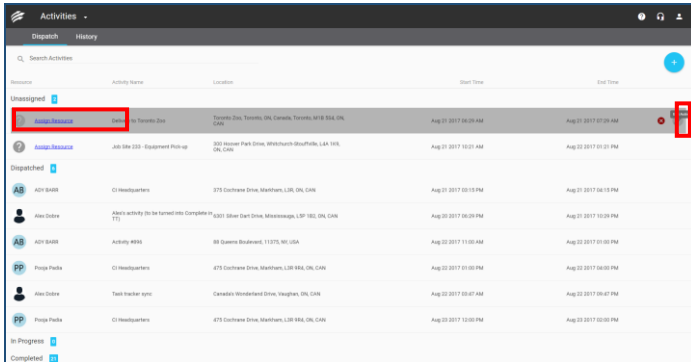 Activities
Dispatch History
Search Activities
Resource Activity Name Location Start Time End Time
Unassigned 2
Assign Resource Toronto Zoo, Toronto, ON, Canada, Toronto, M1B 5S6, ON, CAN Aug 21 2017 06:29 AM Aug 21 2017 07:29 AM
Assign Resource Job Site 233 - Equipment Pick-up 300 Hoover Park Drive, Whitchurch-Stouffville, L4A 1H9, ON, CAN Aug 21 2017 10:21 AM Aug 22 2017 01:21 PM
Dispatched 6
AB ADY BARR CI Headquarters 375 Cochrane Drive, Markham, L3R, ON, CAN Aug 21 2017 03:15 PM Aug 21 2017 04:15 PM
Alex Dobre Alex's activity (to be turned into Complete in TT) 6301 Silver Dart Drive, Mississauga, L5P 1B2, ON, CAN Aug 20 2017 06:29 PM Aug 21 2017 10:29 PM
AB ADY BARR Activity #896 80 Queens Boulevard, 11375, NY, USA Aug 22 2017 11:00 AM Aug 22 2017 01:00 PM
PP Pooja Padia CI Headquarters 475 Cochrane Drive, Markham, L3R 9R4, ON, CAN Aug 22 2017 01:00 PM Aug 22 2017 04:00 PM
Alex Dobre Task tracker sync Canada's Wonderland Drive, Vaughan, ON, CAN Aug 22 2017 05:47 AM Aug 22 2017 09:47 PM
PP Pooja Padia CI Headquarters 475 Cochrane Drive, Markham, L3R 9R4, ON, CAN Aug 23 2017 12:00 PM Aug 23 2017 02:00 PM
In Progress 0
Completed 21